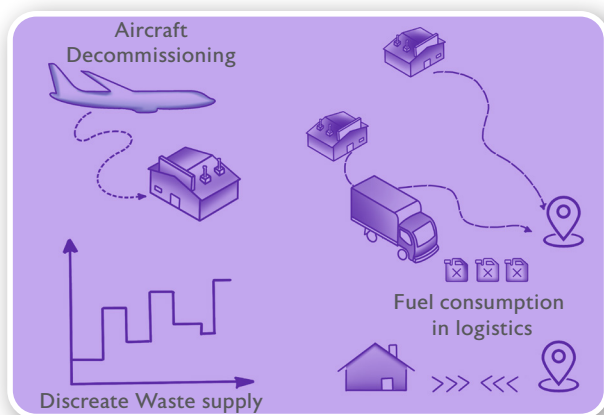 Aircraft
Decommissioning
Fuel consumption
in logistics
Discreate Waste supply